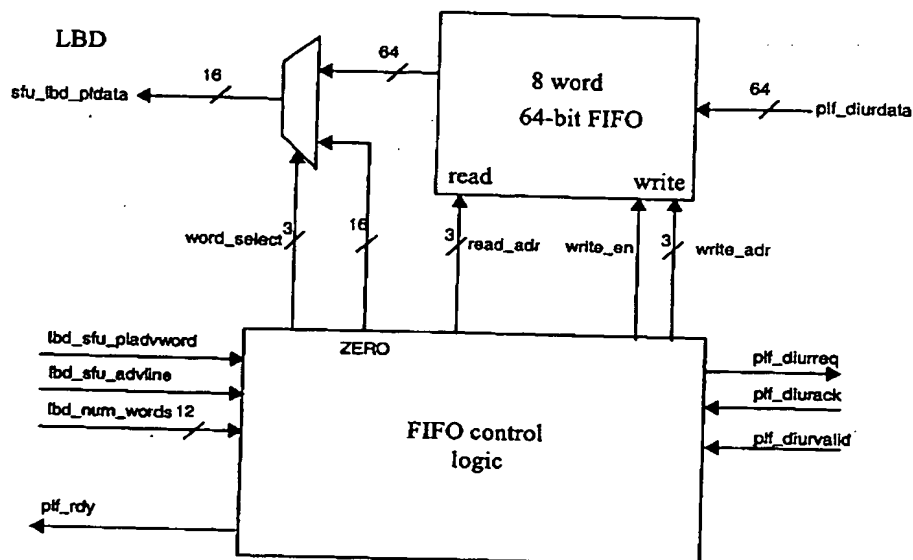 LBD
64
16
sfu_lbd_pldata
8 word
64-bit FIFO
64
plf_diurdata
read
write
word_select
3
16
3
read_adr
write_en
3
write_adr
lbd_sfu_pladvword
ZERO
plf_diurreq
lbd_sfu_advline
plf_diurack
lbd_num_words 12
FIFO control
logic
plf_diurvalid
plf_rdy